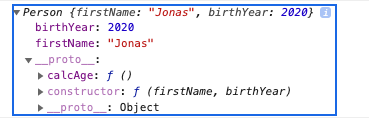 ▼Person {firstName: "Jonas", birthYear: 2020} i
birthYear: 2020
firstName: "Jonas"
▼__proto__:
▶calcAge: ƒ ()
▶constructor: ƒ (firstName, birthYear)
▶__proto__: Object